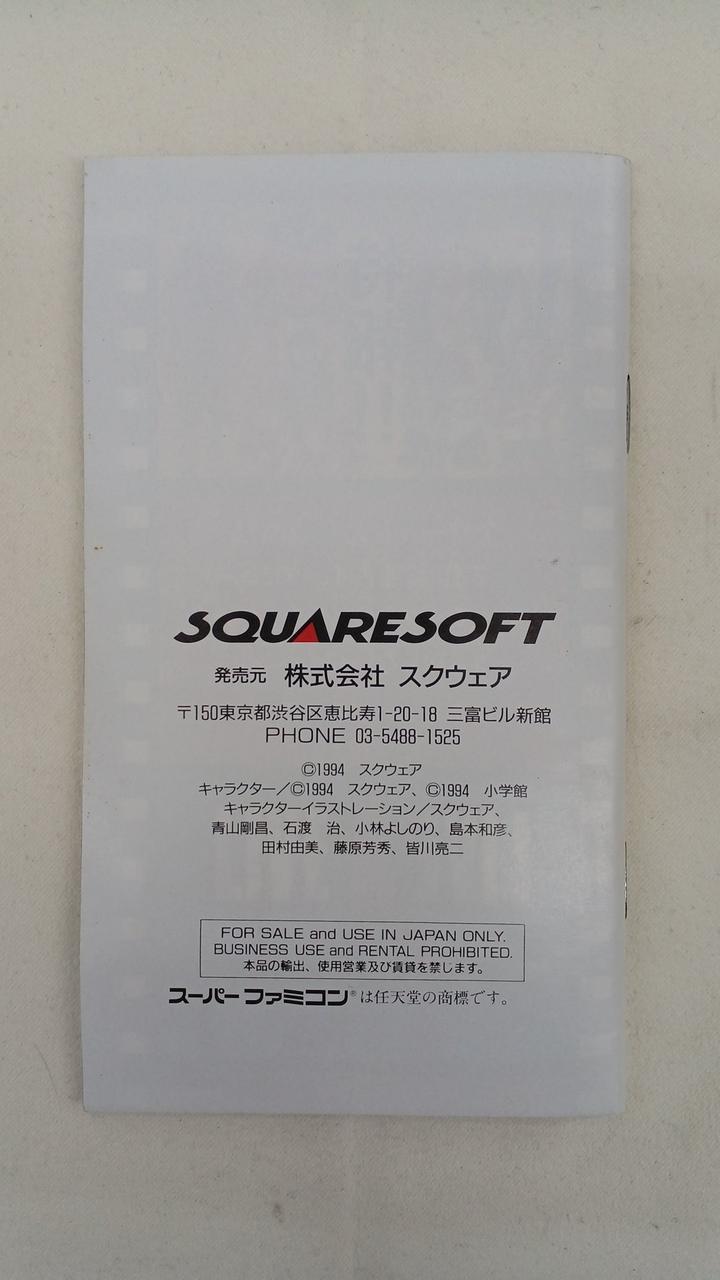 SQUARESOFT
発売元 株式会社 スクウェア
〒150東京都渋谷区恵比寿1-20-18 三富ビル新館
PHONE 03-5488-1525
©1994 スクウェア
キャラクター／©1994 スクウェア、©1994 小学館
キャラクターイラストレーション／スクウェア、
青山剛昌、石渡 治、小林よしのり、島本和彦、
田村由美、藤原芳秀、皆川亮二
FOR SALE and USE IN JAPAN ONLY.
BUSINESS USE and RENTAL PROHIBITED.
本品の輸出、使用営業及び賃貸を禁じます。
スーパーファミコン®は任天堂の商標です。